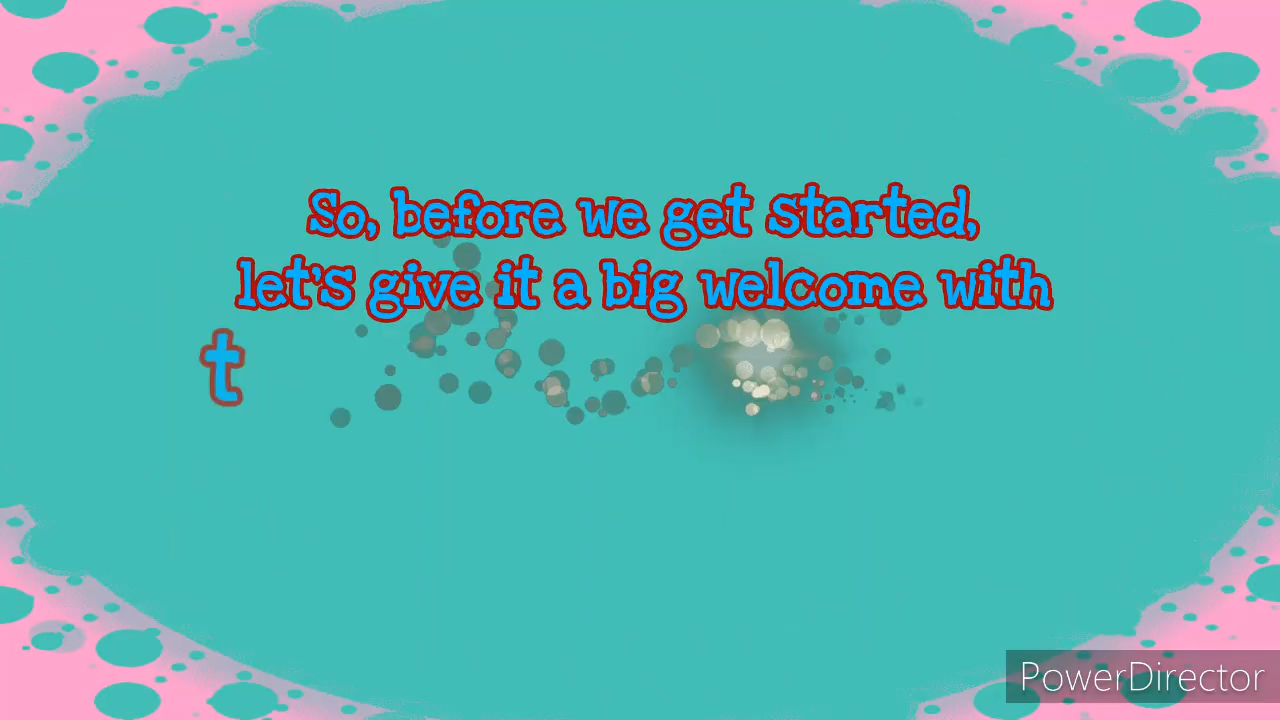 So, before we get started,
let's give it a big welcome with
t
PowerDirector